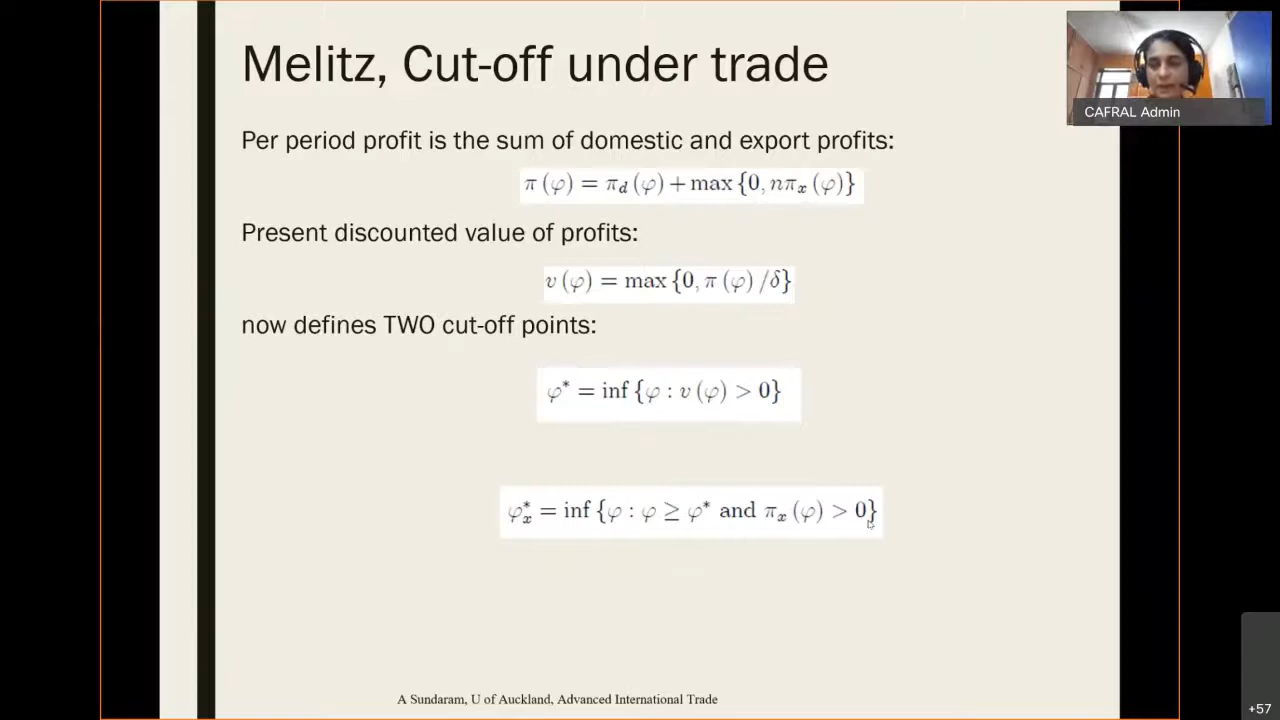 Melitz, Cut-off under trade
CAFRAL Admin
Per period profit is the sum of domestic and export profits:
π (φ) = π_d (φ) + max {0, nπ_x (φ)}
Present discounted value of profits:
v (φ) = max {0, π (φ) /δ}
now defines TWO cut-off points:
φ* = inf {φ : v (φ) > 0}
φ*_x = inf {φ : φ ≥ φ* and π_x (φ) > 0}
A Sundaram, U of Auckland, Advanced International Trade
+57